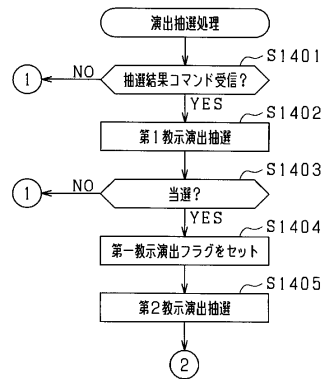 演出抽選処理
S1401
抽選結果コマンド受信?
NO
1
YES
S1402
第1教示演出抽選
S1403
当選?
NO
1
YES
S1404
第一教示演出フラグをセット
S1405
第2教示演出抽選
2